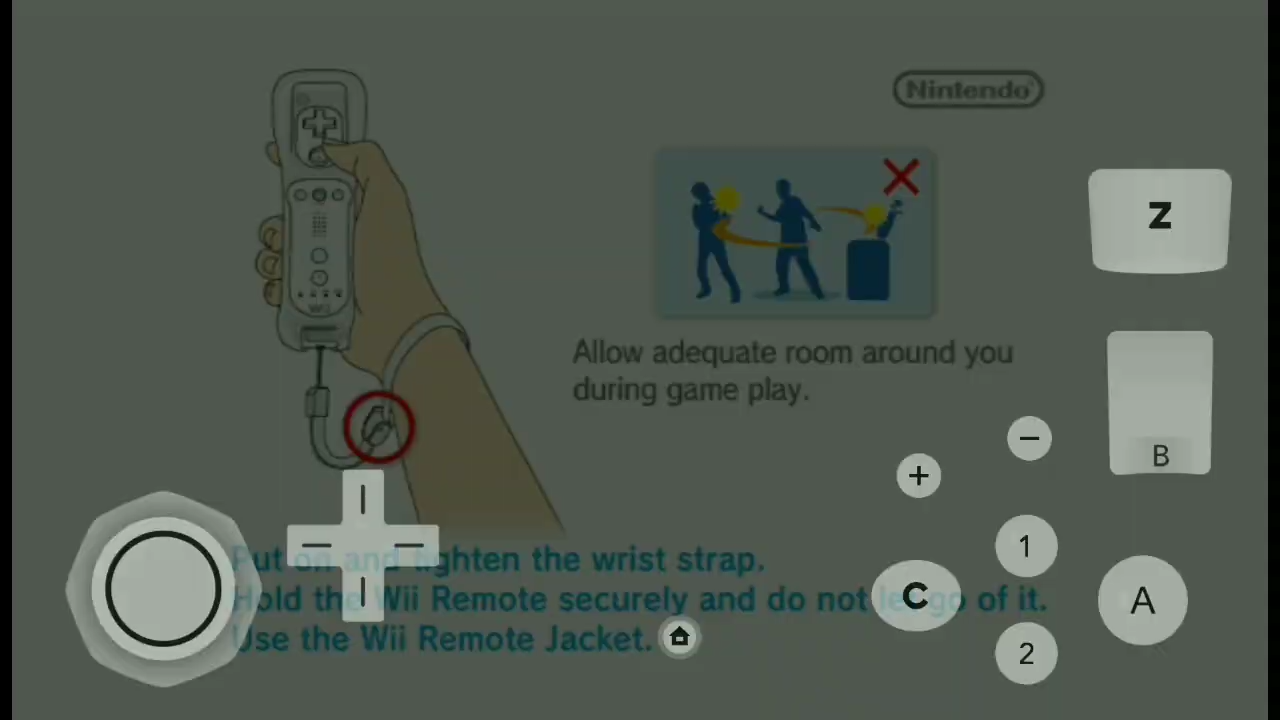 Nintendo
Z
Allow adequate room around you
during game play.
−
B
+
1
Put on and tighten the wrist strap.
C
A
Hold the Wii Remote securely and do not let go of it.
Use the Wii Remote Jacket.
2
Wii